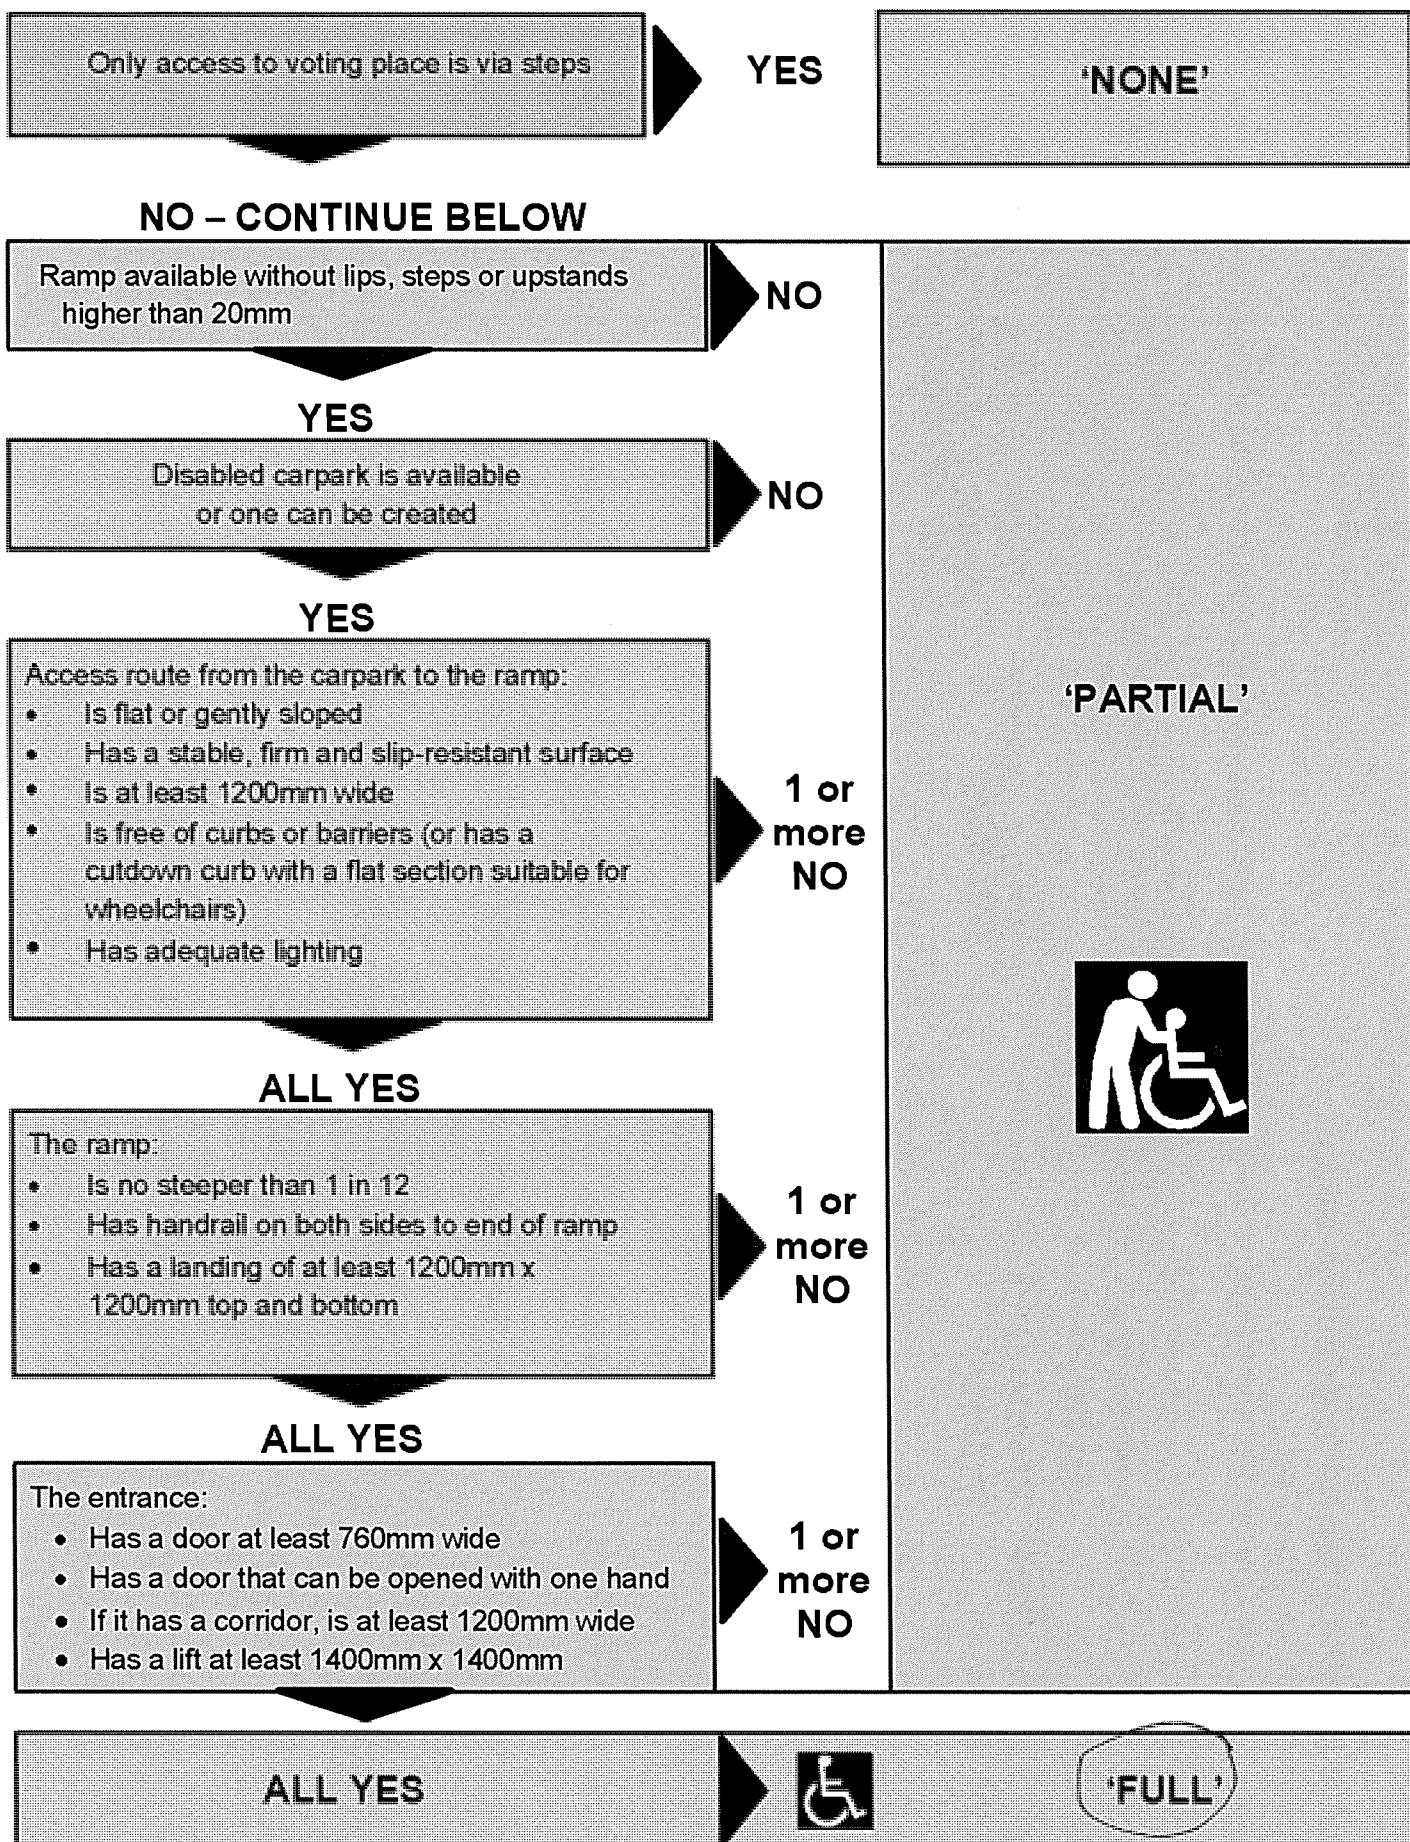 Only access to voting place is via steps
YES
'NONE'
NO – CONTINUE BELOW
Ramp available without lips, steps or upstands
higher than 20mm
NO
YES
Disabled carpark is available
or one can be created
NO
YES
Access route from the carpark to the ramp:
• Is flat or gently sloped
• Has a stable, firm and slip-resistant surface
• Is at least 1200mm wide
• Is free of curbs or barriers (or has a
cutdown curb with a flat section suitable for
wheelchairs)
• Has adequate lighting
1 or
more
NO
'PARTIAL'
ALL YES
The ramp:
• Is no steeper than 1 in 12
• Has handrail on both sides to end of ramp
• Has a landing of at least 1200mm x
1200mm top and bottom
1 or
more
NO
ALL YES
The entrance:
• Has a door at least 760mm wide
• Has a door that can be opened with one hand
• If it has a corridor, is at least 1200mm wide
• Has a lift at least 1400mm x 1400mm
1 or
more
NO
ALL YES
'FULL'